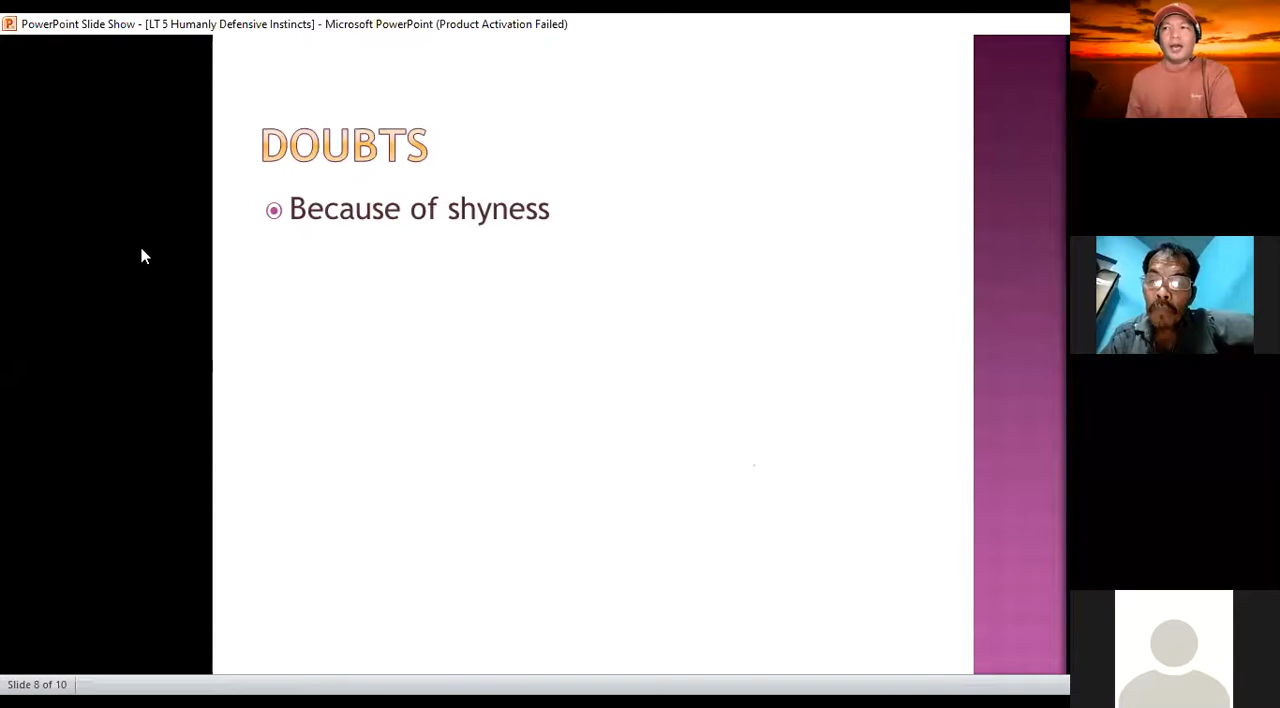 PowerPoint Slide Show - [LT 5 Humanly Defensive Instincts] - Microsoft PowerPoint (Product Activation Failed)
DOUBTS
Because of shyness
Slide 8 of 10